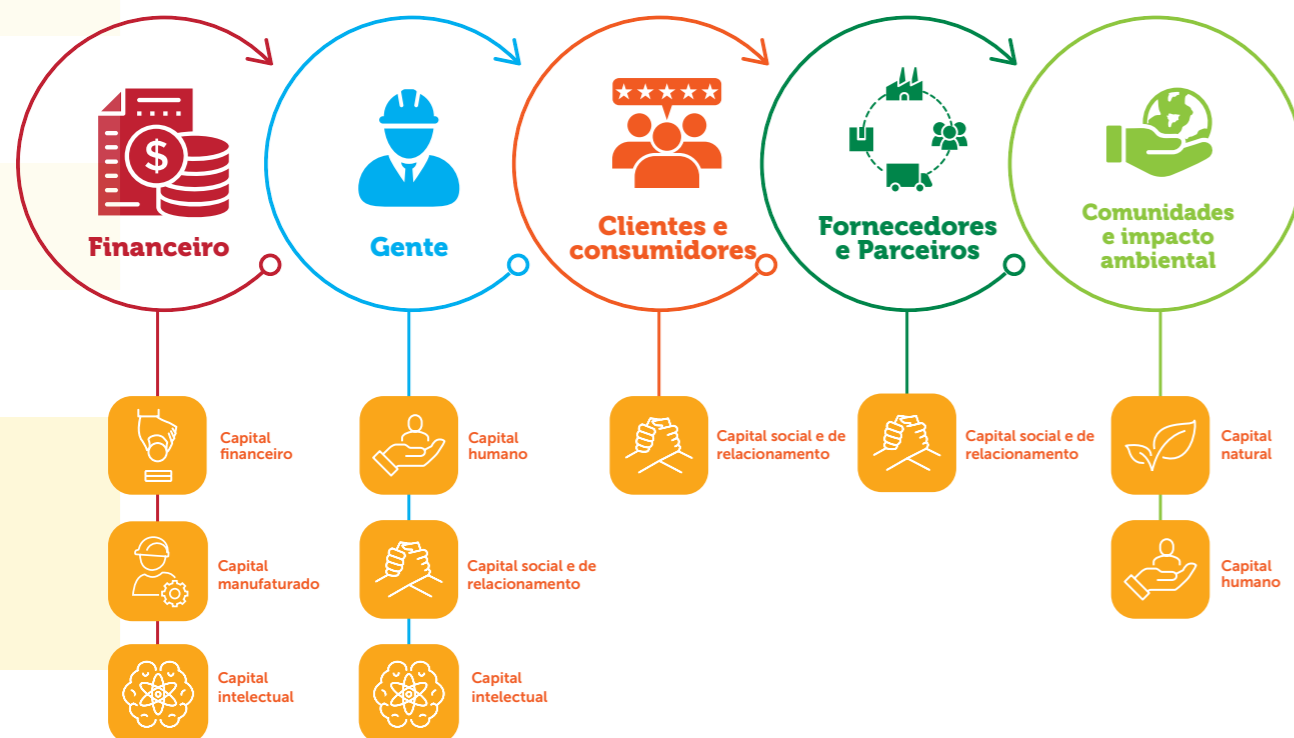 $
Financeiro
Gente
Clientes e
consumidores
Fornecedores
e Parceiros
Comunidades
e impacto
ambiental
Capital
financeiro
Capital
manufaturado
Capital
intelectual
Capital
humano
Capital social e de
relacionamento
Capital
intelectual
Capital social e de
relacionamento
Capital social e de
relacionamento
Capital
natural
Capital
humano